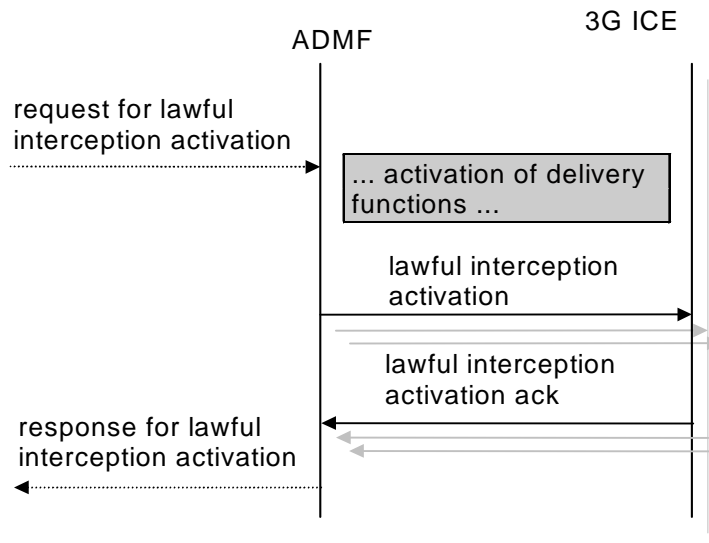 3G ICE
ADMF
request for lawful
interception activation
... activation of delivery
functions ...
lawful interception
activation
lawful interception
activation ack
response for lawful
interception activation